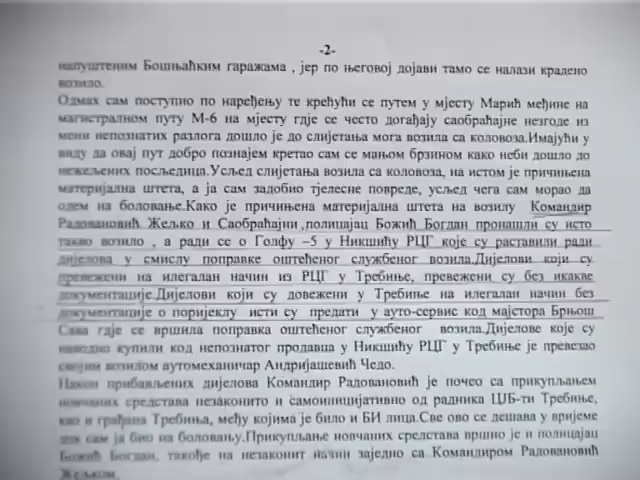 -2-
напуштеним Бошњаћким гаражама , јер по његовој дојави тамо се налази крадено
возило.
Одмах сам поступио по наређењу те крећући се путем у мјесту Марић међине на
магистралном путу М-6 на мјесту гдје се често догађају саобраћајне незгоде из
мени непознатих разлога дошло је до слијетања мога возила са коловоза.Имајући у
виду да овај пут добро познајем кретао сам се мањом брзином како неби дошло до
нежељених посљедица.Усљед слијетања возила са коловоза, на истом је причињена
материјална штета, а ја сам задобио тјелесне повреде, усљед чега сам морао да
одем на боловање.Како је причињена материјална штета на возилу Командир
Радовановић Жељко и Саобраћајни ,полицајац Божић Богдан пронашли су исто
такво возило , а ради се о Голфу –5 у Никшићу РЦГ које су раставили ради
дијелова у смислу поправке оштећеног службеног возила.Дијелови који су
превежени на илегалан начин из РЦГ у Требиње, превежени су без икакве
документације.Дијелови који су довежени у Требиње на илегалан начин без
документације о поријеклу исти су предати у ауто-сервис код мајстора Брњош
Сава гдје се вршила поправка оштећеног службеног возила.Дијелове које су
наводно купили код непознатог продавца у Никшићу РЦГ у Требиње је превезао
својим возилом аутомеханичар Андријашевић Чедо.
Након прибављених дијелова Командир Радовановић је почео са прикупљањем
новчаних средстава незаконито и самоиницијативно од радника ЦЈБ-ти Требиње,
као и грађана Требиња, међу којима је било и БИ лица.Све ово се дешава у вријеме
док сам ја био на боловању.Прикупљање новчаних средстава вршио је и полицајац
Божић Богдан, такође на незаконит начин заједно са Командиром Радовановић
Жељком.